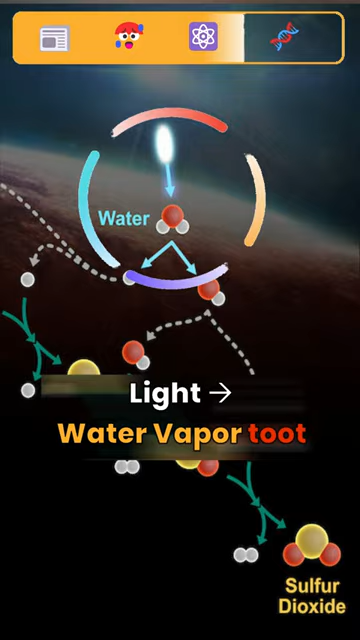 Water
Light →
Water Vapor toot
Sulfur
Dioxide